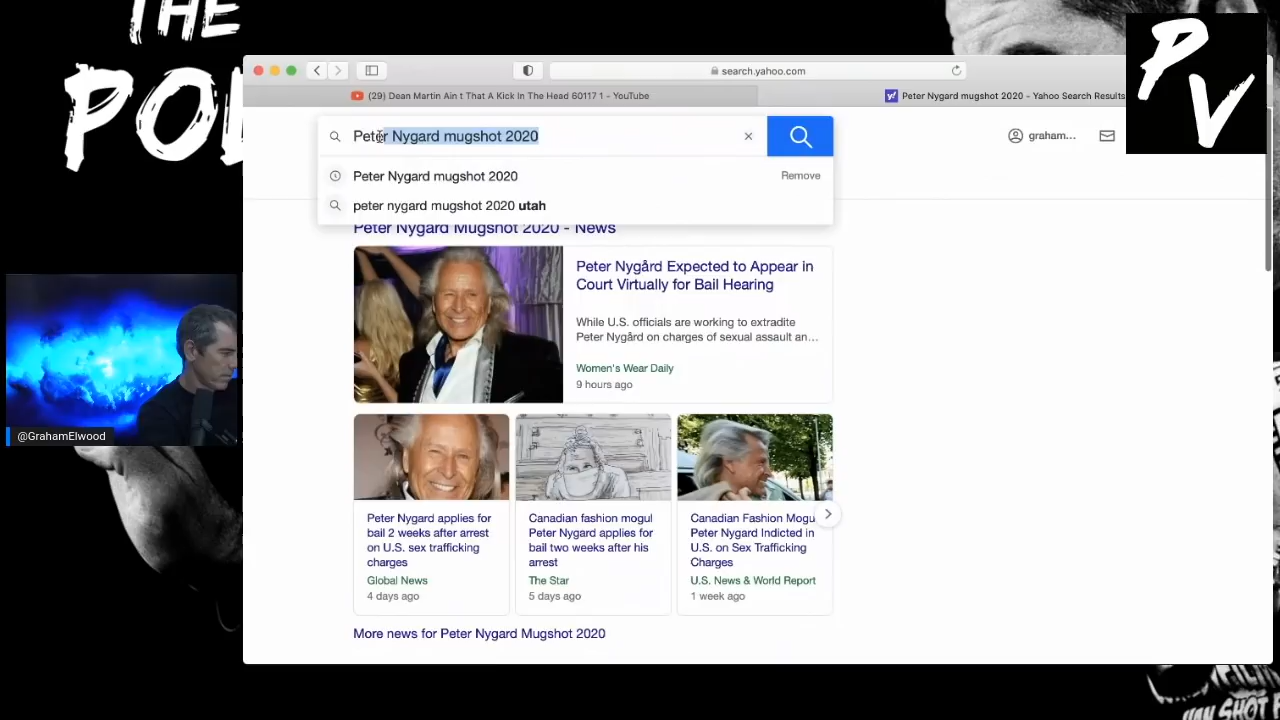 THE
PO
PV
search.yahoo.com
(29) Dean Martin Ain t That A Kick In The Head 60117 1 - YouTube
y!
Peter Nygard mugshot 2020 - Yahoo Search Results
Peter Nygard mugshot 2020
graham...
Peter Nygard mugshot 2020
Remove
peter nygard mugshot 2020 utah
Peter Nygard Mugshot 2020 - News
Peter Nygård Expected to Appear in
Court Virtually for Bail Hearing
While U.S. officials are working to extradite
Peter Nygård on charges of sexual assault an...
Women's Wear Daily
9 hours ago
@GrahamElwood
Peter Nygard applies for
bail 2 weeks after arrest
on U.S. sex trafficking
charges
Global News
4 days ago
Canadian fashion mogul
Peter Nygard applies for
bail two weeks after his
arrest
The Star
5 days ago
Canadian Fashion Mogu
Peter Nygard Indicted in
U.S. on Sex Trafficking
Charges
U.S. News & World Report
1 week ago
More news for Peter Nygard Mugshot 2020